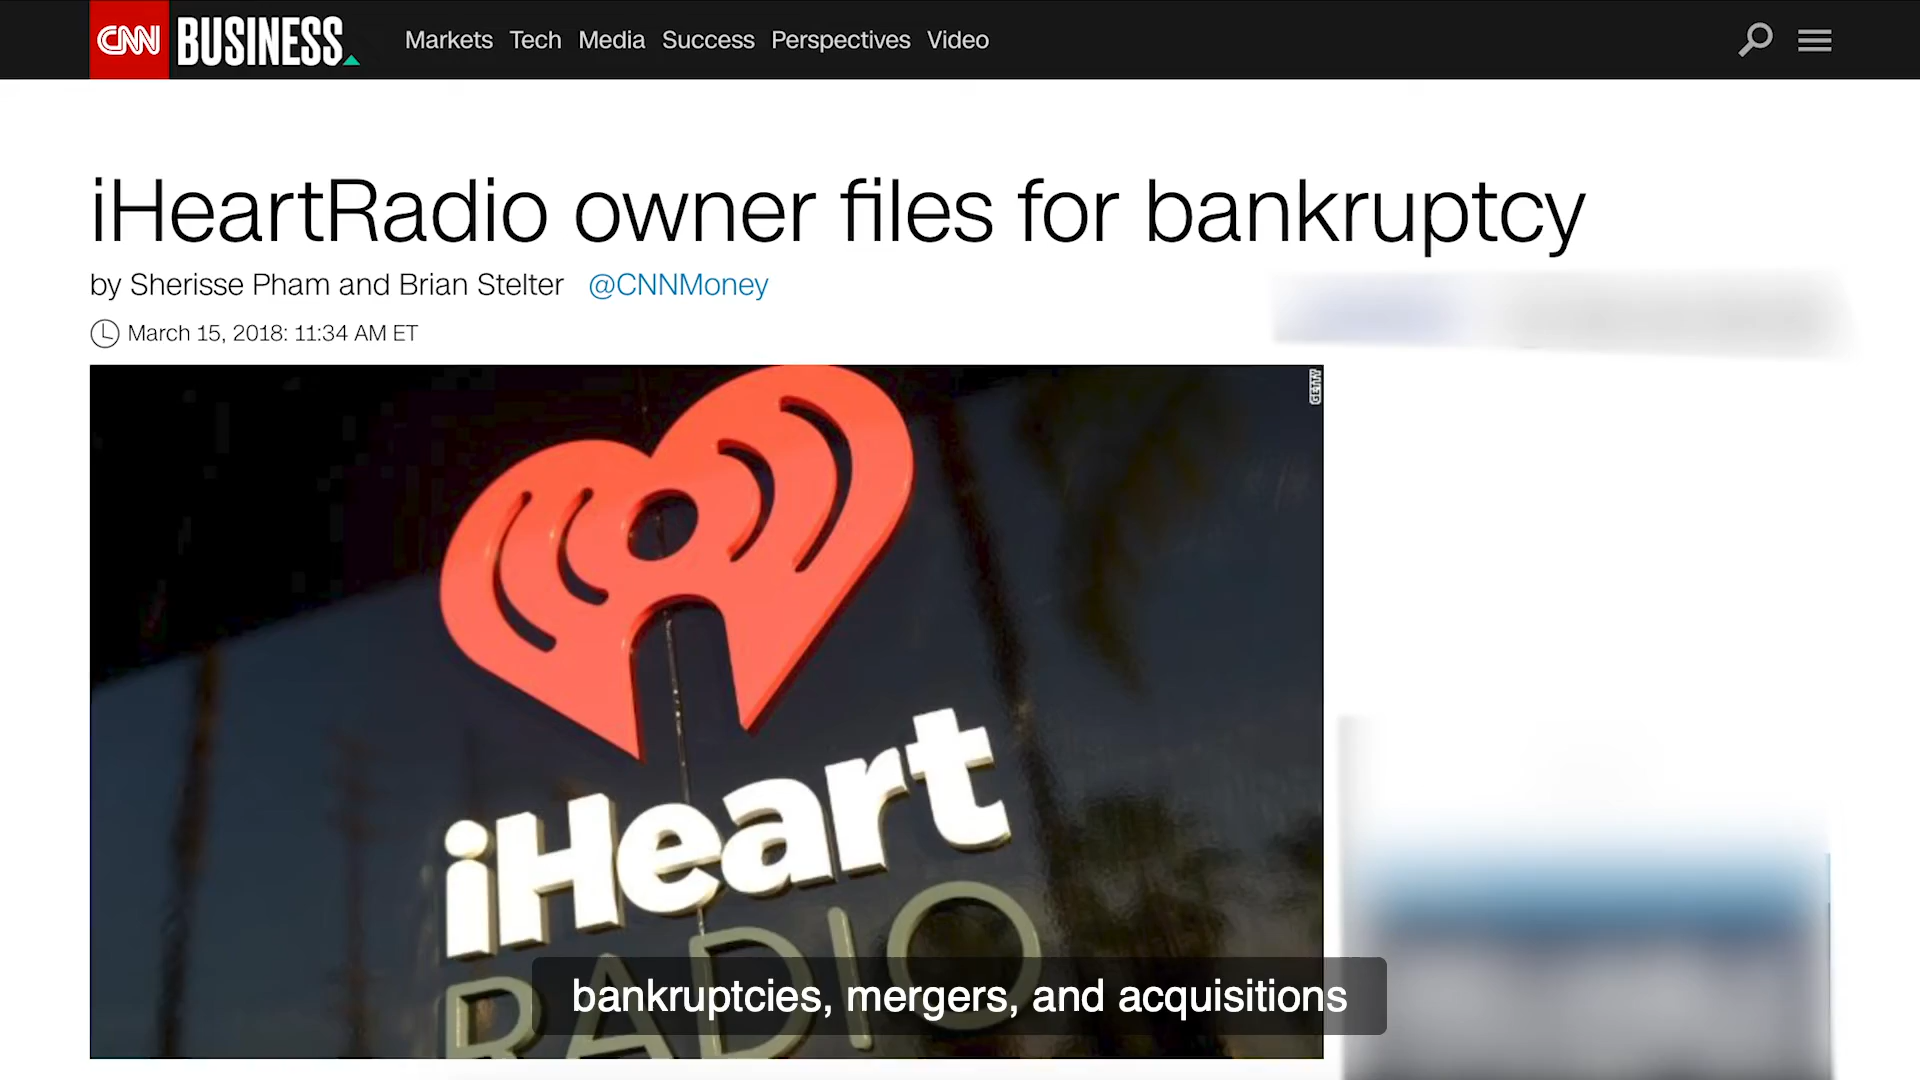 CNN BUSINESS Markets Tech Media Success Perspectives Video
iHeartRadio owner files for bankruptcy
by Sherisse Pham and Brian Stelter @CNNMoney
March 15, 2018: 11:34 AM ET
GETTY
iHeart
RADIO
bankruptcies, mergers, and acquisitions